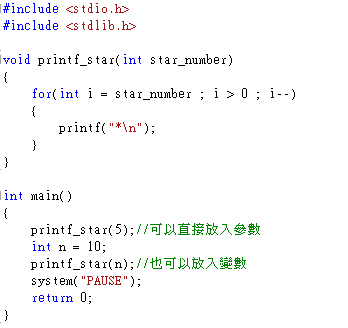 #include <stdio.h>
#include <stdlib.h>
void printf_star(int star_number)
{
for(int i = star_number ; i > 0 ; i--)
{
printf("*\n");
}
}
int main()
{
printf_star(5);//可以直接放入參數
int n = 10;
printf_star(n);//也可以放入變數
system("PAUSE");
return 0;
}